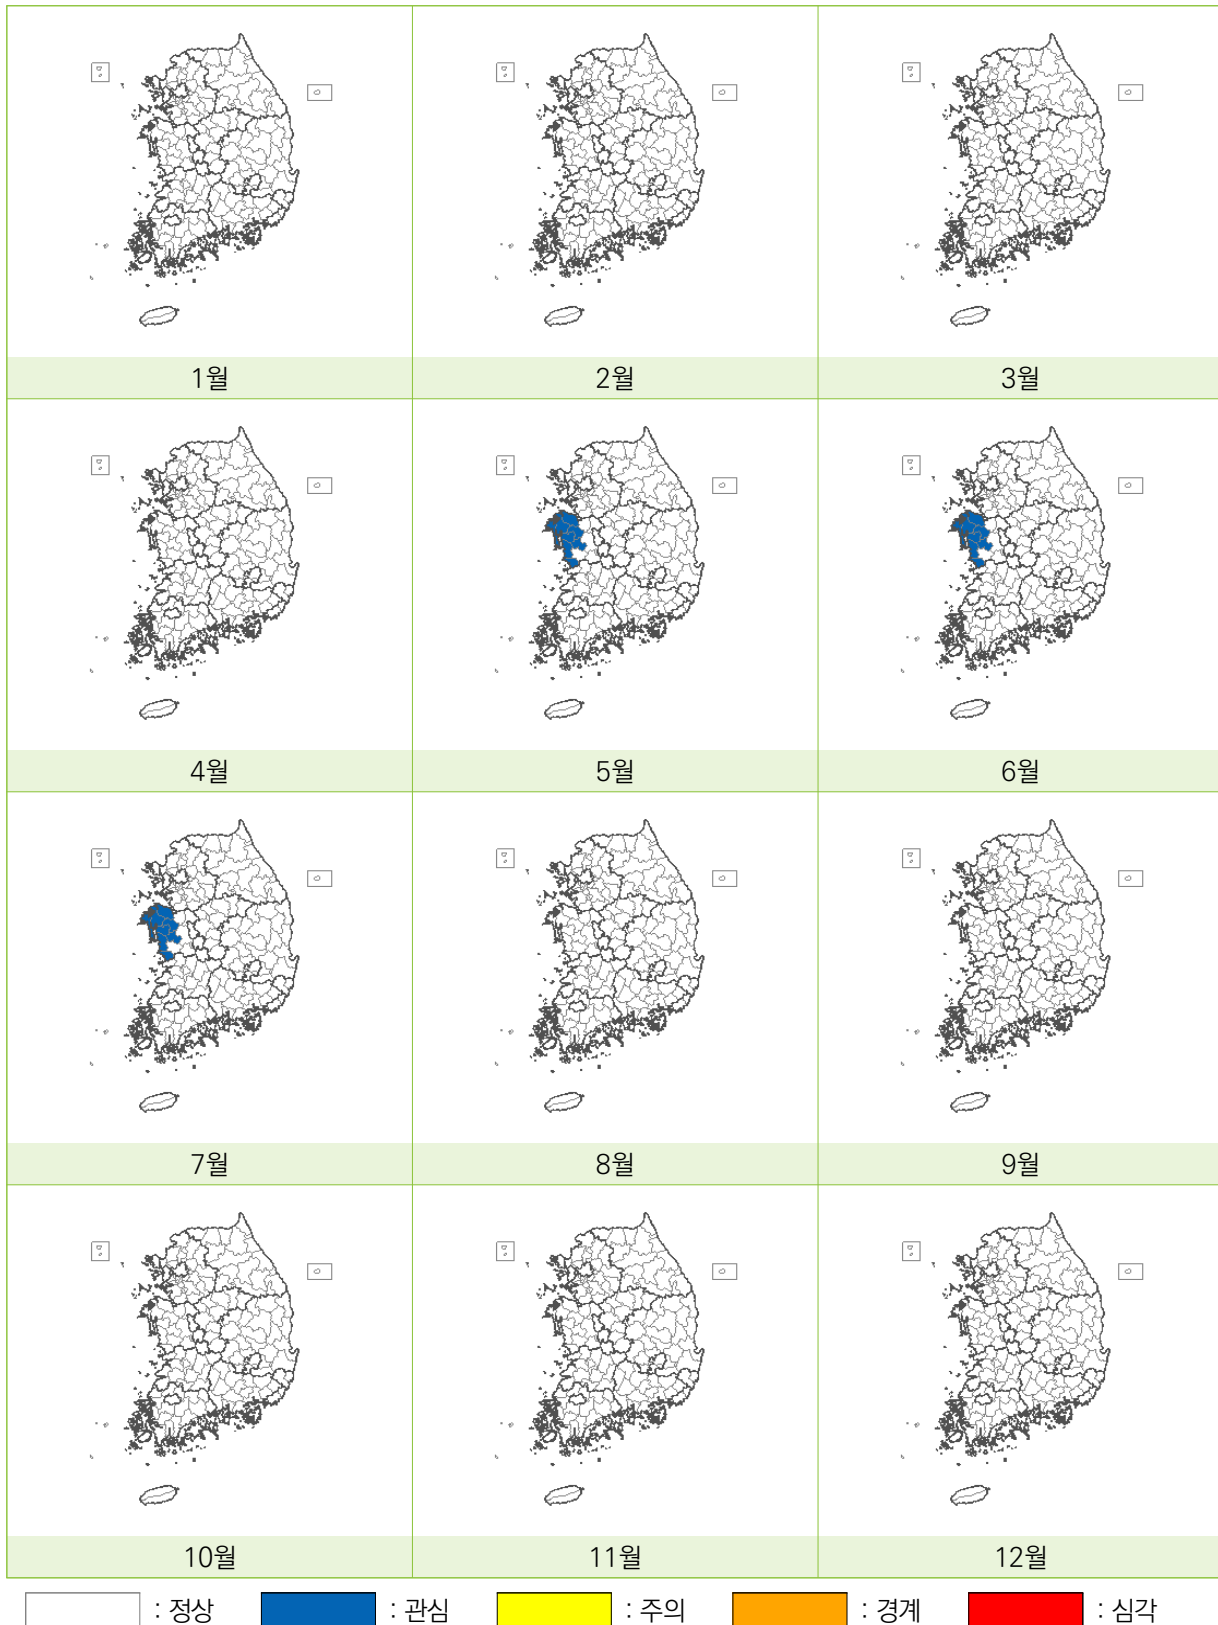 1월 2월 3월
4월 5월 6월
7월 8월 9월
10월 11월 12월
: 정상 : 관심 : 주의 : 경계 : 심각